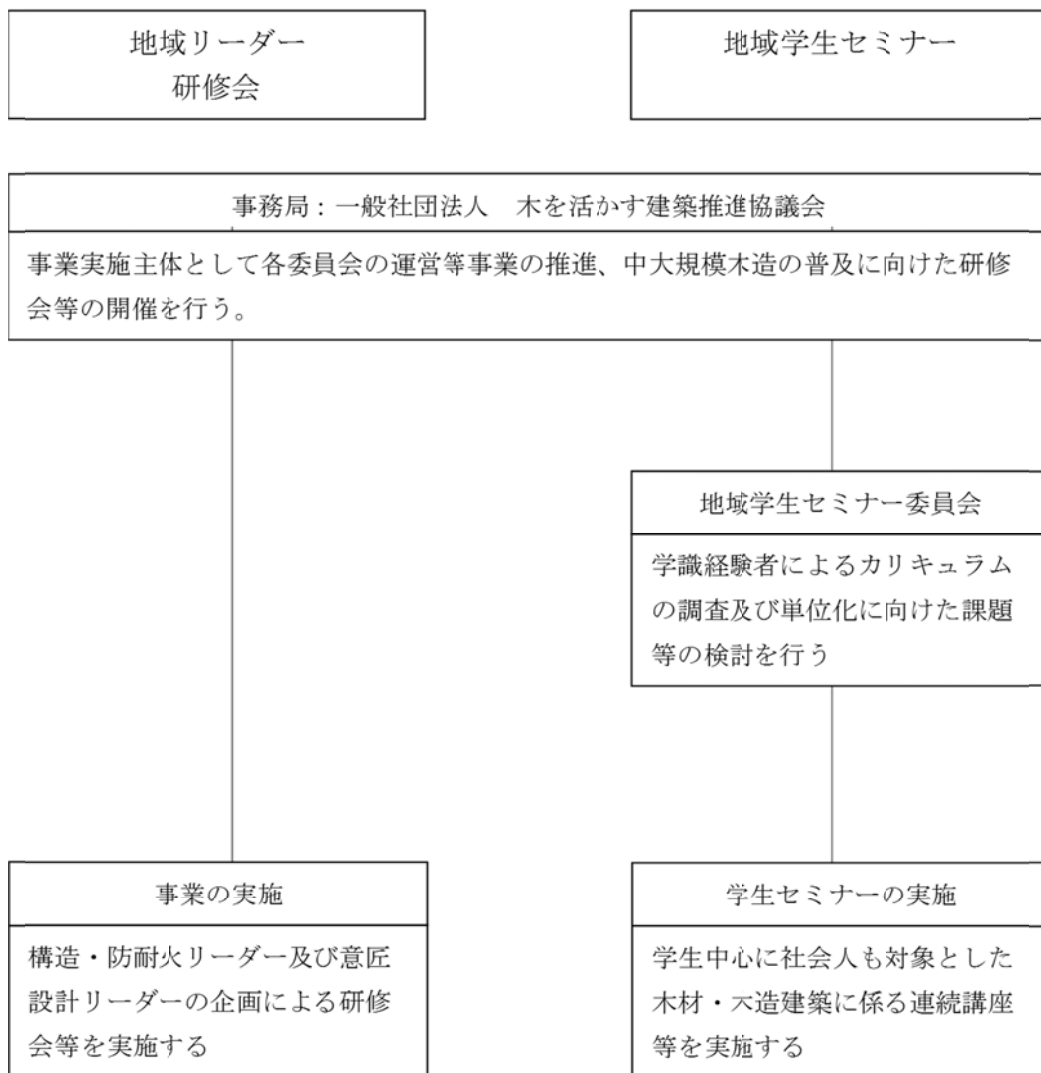 地域リーダー
研修会
地域学生セミナー
事務局：一般社団法人　木を活かす建築推進協議会
事業実施主体として各委員会の運営等事業の推進、中大規模木造の普及に向けた研修
会等の開催を行う。
地域学生セミナー委員会
学識経験者によるカリキュラム
の調査及び単位化に向けた課題
等の検討を行う
事業の実施
構造・防耐火リーダー及び意匠
設計リーダーの企画による研修
会等を実施する
学生セミナーの実施
学生中心に社会人も対象とした
木材・木造建築に係る連続講座
等を実施する